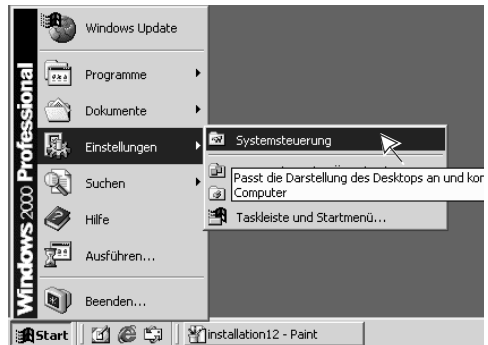 Windows 2000 Professional
Windows Update
Programme
Dokumente
Einstellungen
Suchen
Hilfe
Ausführen...
Beenden...
Systemsteuerung
Passt die Darstellung des Desktops an und kon
Computer
Taskleiste und Startmenü...
Start
installation12 - Paint